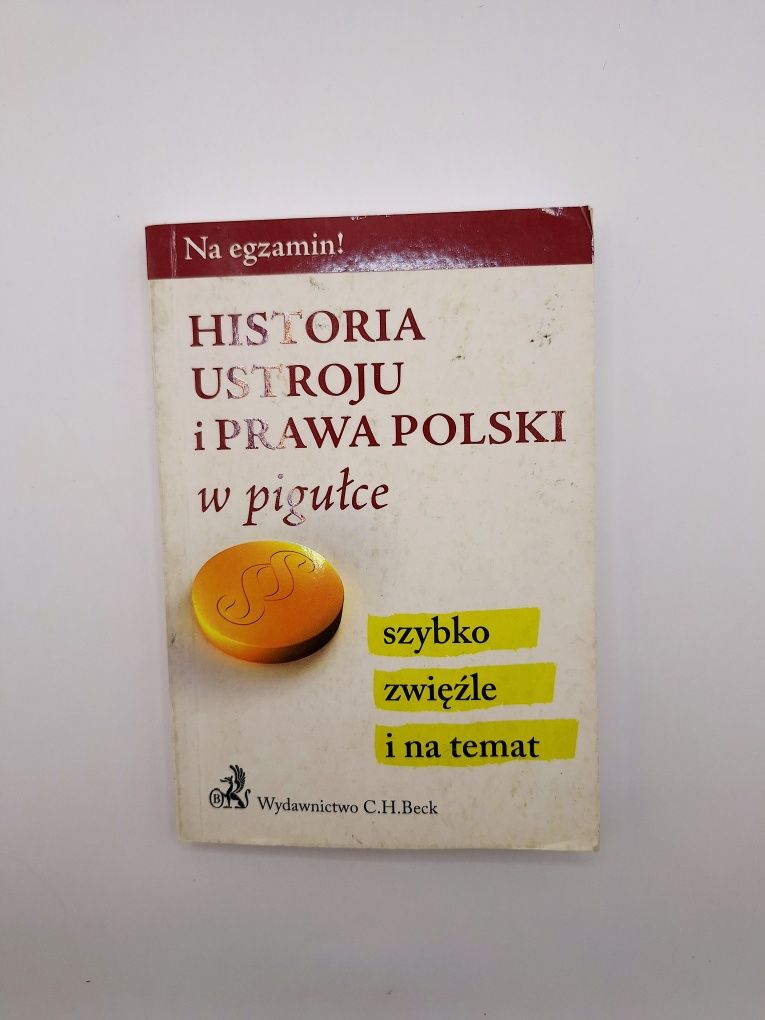 Na egzamin!
HISTORIA
USTROJU
i PRAWA POLSKI
w pigułce
szybko
zwięźle
i na temat
B
Wydawnictwo C.H.Beck